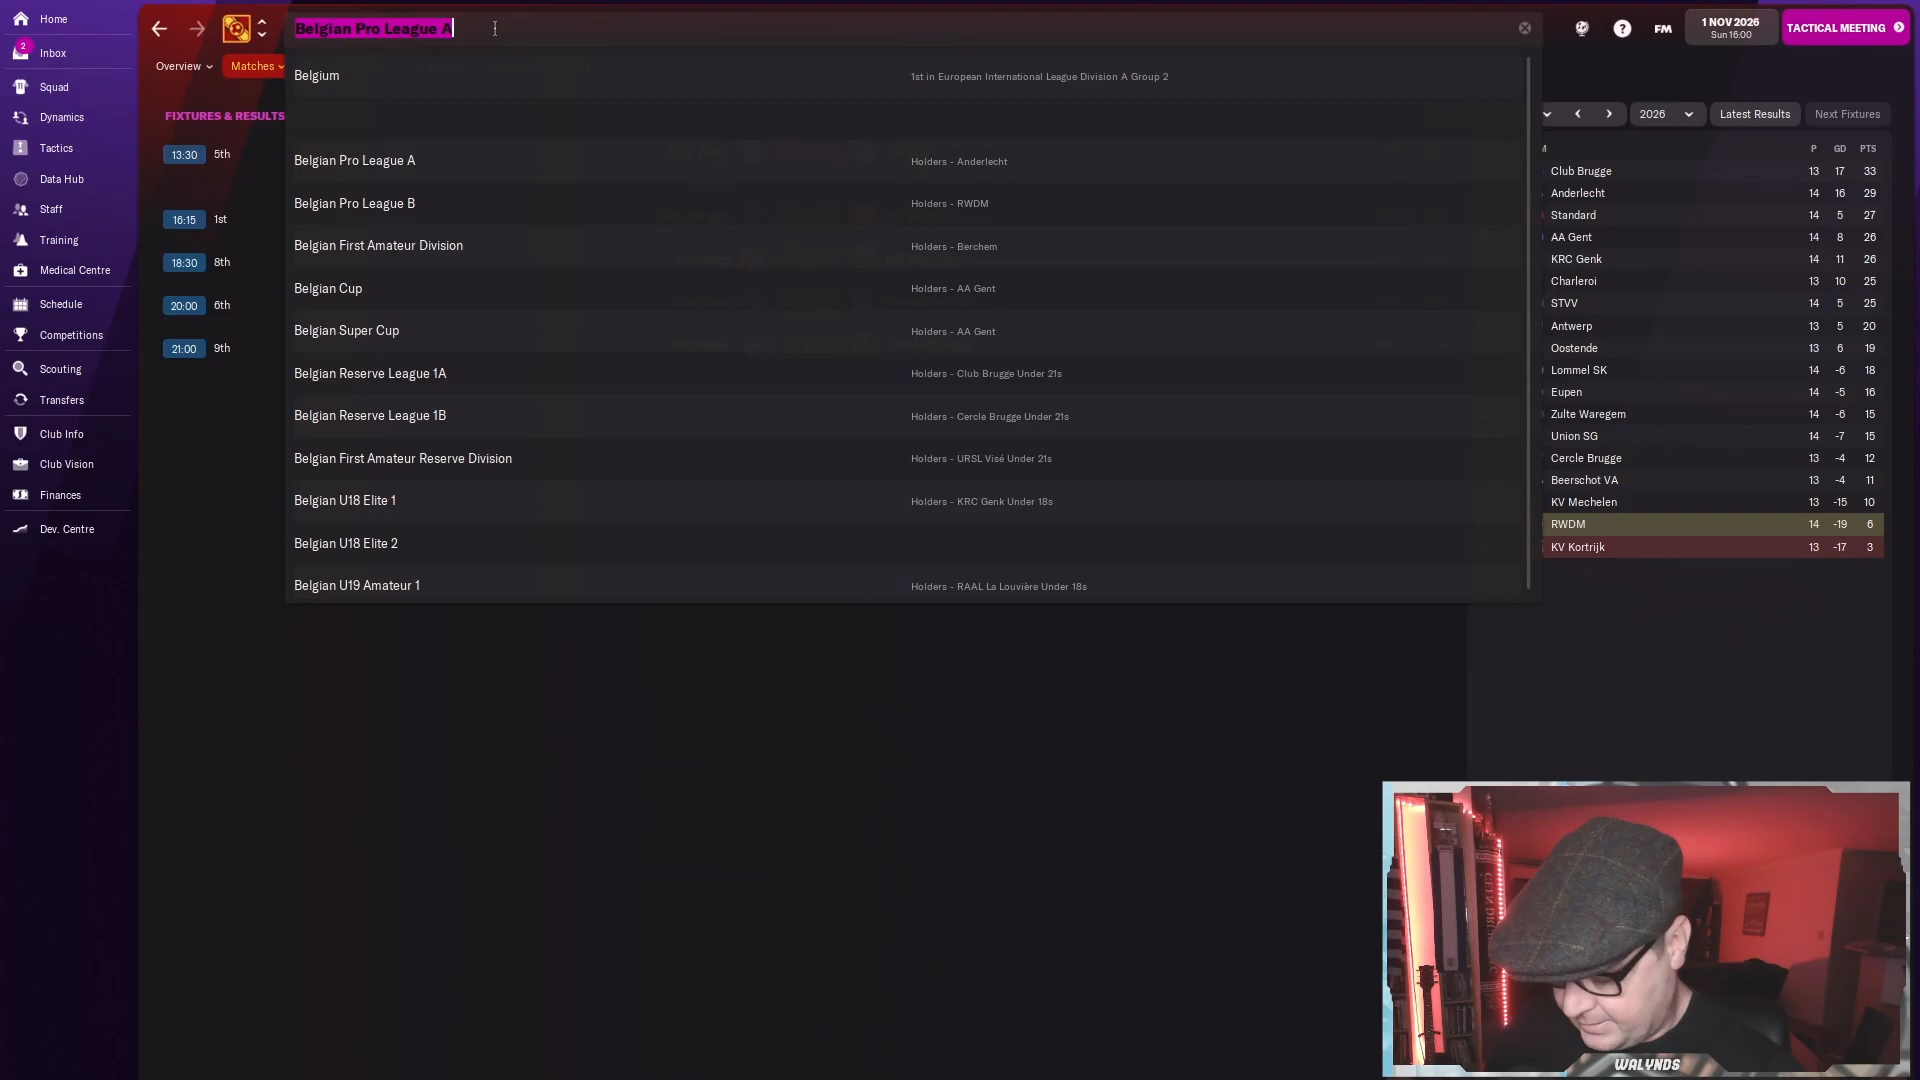 Home
2
Inbox
Squad
Dynamics
Tactics
Data Hub
Staff
Training
Medical Centre
Schedule
Competitions
Scouting
Transfers
Club Info
Club Vision
Finances
Dev. Centre
Belgian Pro League A
FM
1 NOV 2026
Sun 16:00
TACTICAL MEETING
Overview
Matches
FIXTURES & RESULTS
13:30 5th
16:15 1st
18:30 8th
20:00 6th
21:00 9th
Belgium 1st in European International League Division A Group 2
Belgian Pro League A Holders - Anderlecht
Belgian Pro League B Holders - RWDM
Belgian First Amateur Division Holders - Berchem
Belgian Cup Holders - AA Gent
Belgian Super Cup Holders - AA Gent
Belgian Reserve League 1A Holders - Club Brugge Under 21s
Belgian Reserve League 1B Holders - Cercle Brugge Under 21s
Belgian First Amateur Reserve Division Holders - URSL Visé Under 21s
Belgian U18 Elite 1 Holders - KRC Genk Under 18s
Belgian U18 Elite 2
Belgian U19 Amateur 1 Holders - RAAL La Louvière Under 18s
2026 Latest Results Next Fixtures
P GD PTS
Club Brugge 13 17 33
Anderlecht 14 16 29
Standard 14 5 27
AA Gent 14 8 26
KRC Genk 14 11 26
Charleroi 13 10 25
STVV 14 5 25
Antwerp 13 5 20
Oostende 13 6 19
Lommel SK 14 -6 18
Eupen 14 -5 16
Zulte Waregem 14 -6 15
Union SG 14 -7 15
Cercle Brugge 13 -4 12
Beerschot VA 13 -4 11
KV Mechelen 13 -15 10
RWDM 14 -19 6
KV Kortrijk 13 -17 3
WALYNDS